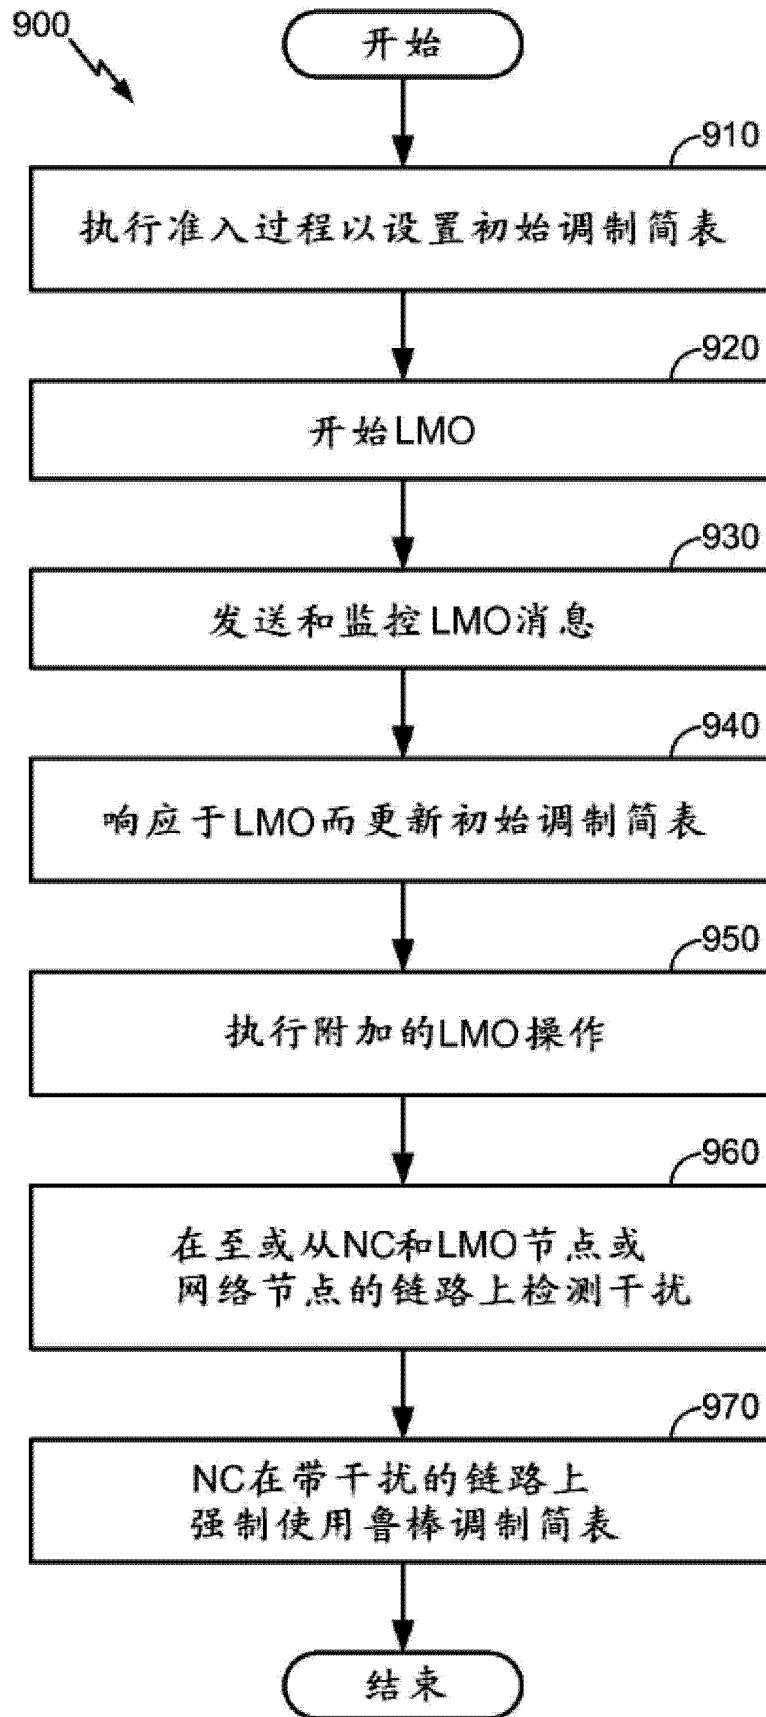 900
开始
910
执行准入过程以设置初始调制简表
920
开始LMO
930
发送和监控LMO消息
940
响应于LMO而更新初始调制简表
950
执行附加的LMO操作
960
在至或从NC和LMO节点或
网络节点的链路上检测干扰
970
NC在带干扰的链路上
强制使用鲁棒调制简表
结束